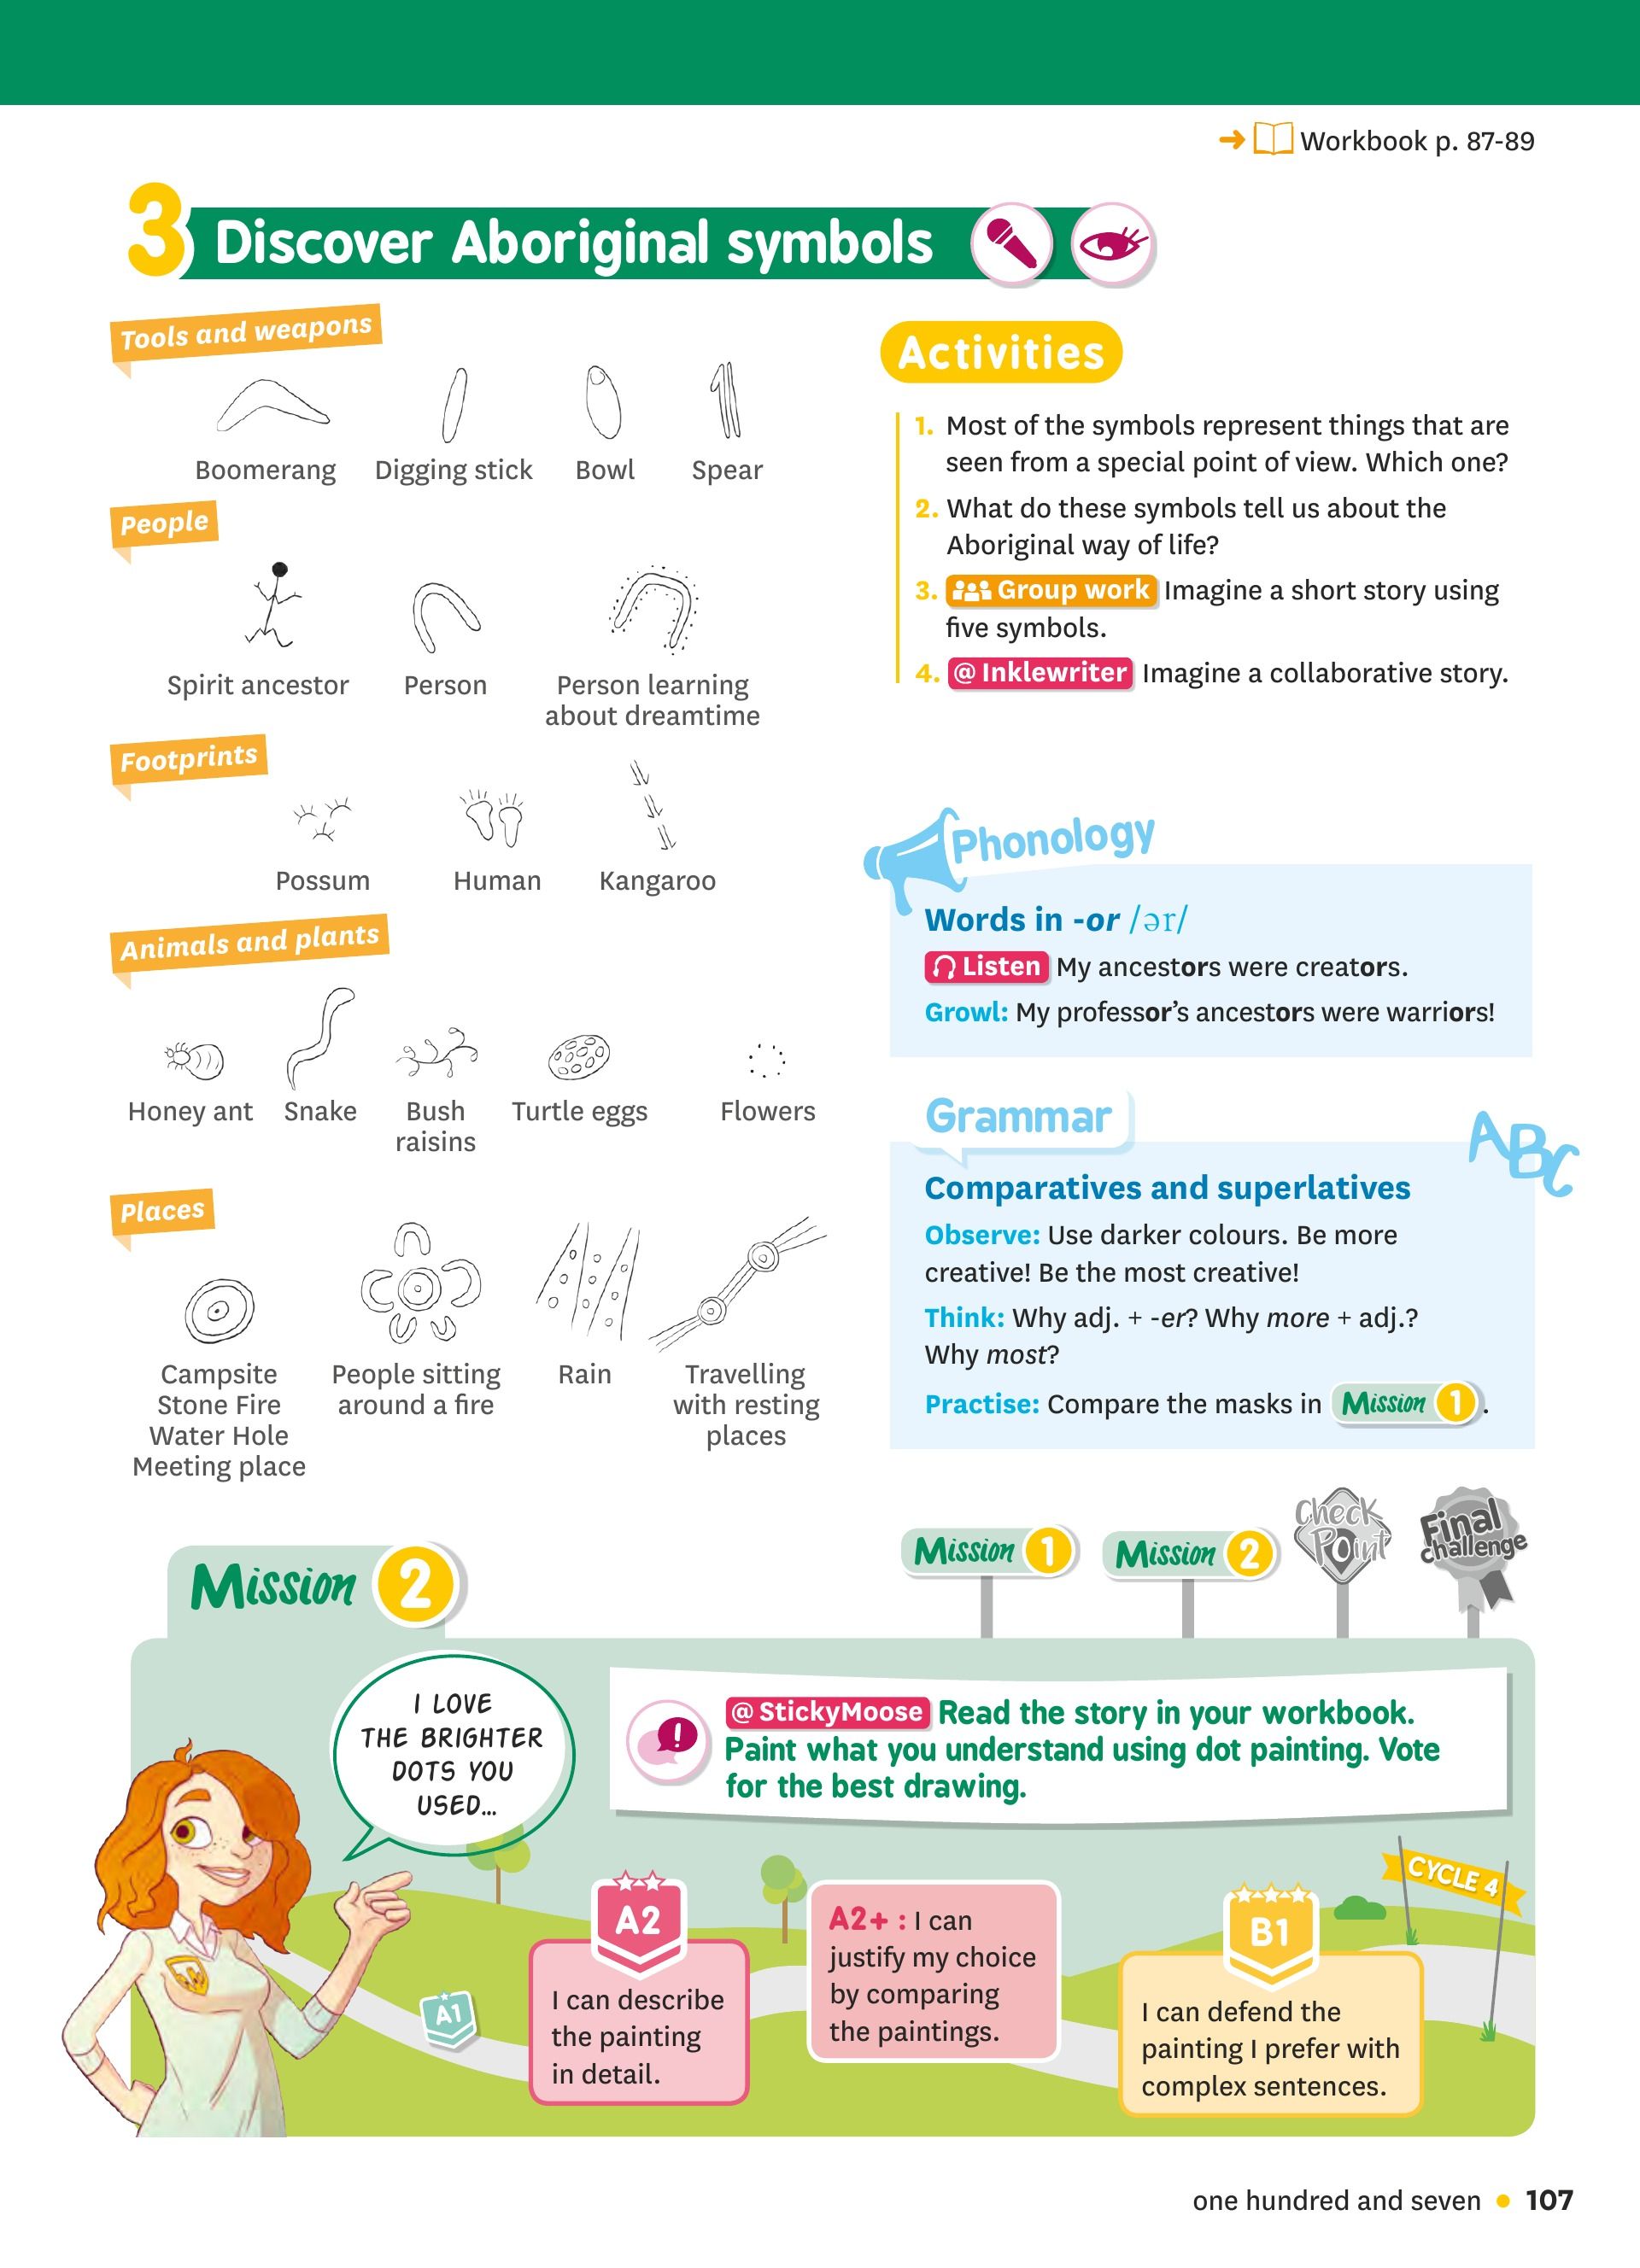 Workbook p. 87-89
3 Discover Aboriginal symbols
Tools and weapons
Boomerang Digging stick Bowl Spear
People
Spirit ancestor Person Person learning
about dreamtime
Footprints
Possum Human Kangaroo
Animals and plants
Honey ant Snake Bush
raisins Turtle eggs Flowers
Places
Campsite
Stone Fire
Water Hole
Meeting place
People sitting
around a fire
Rain
Travelling
with resting
places
Activities
1. Most of the symbols represent things that are
seen from a special point of view. Which one?
2. What do these symbols tell us about the
Aboriginal way of life?
3. Group work Imagine a short story using
five symbols.
4. @ Inklewriter Imagine a collaborative story.
Phonology
Words in -or /ər/
Listen My ancestors were creators.
Growl: My professor's ancestors were warriors!
Grammar
ABC
Comparatives and superlatives
Observe: Use darker colours. Be more
creative! Be the most creative!
Think: Why adj. + -er? Why more + adj.?
Why most?
Practise: Compare the masks in Mission 1.
Mission 1
Mission 2
Check
Point
Final
Challenge
Mission 2
I LOVE
THE BRIGHTER
DOTS YOU
USED...
@ StickyMoose Read the story in your workbook.
Paint what you understand using dot painting. Vote
for the best drawing.
CYCLE 4
A1
A2
I can describe
the painting
in detail.
A2+ : I can
justify my choice
by comparing
the paintings.
B1
I can defend the
painting I prefer with
complex sentences.
one hundred and seven • 107